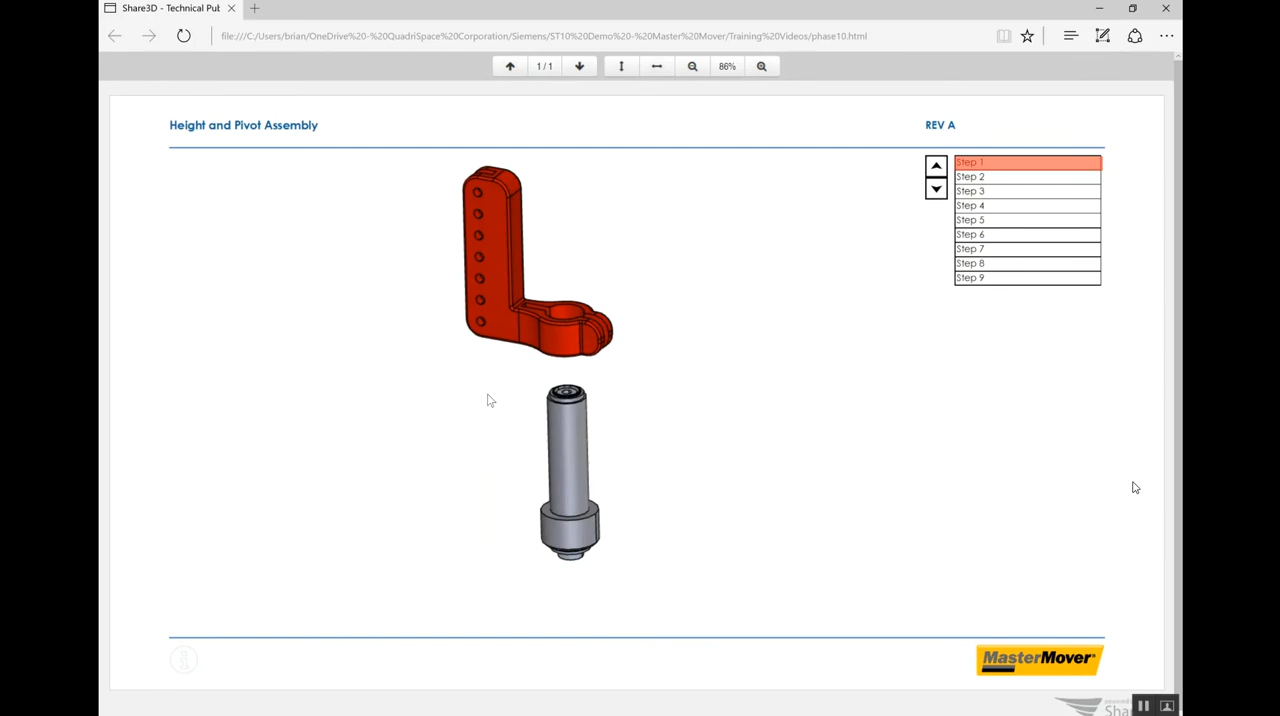 Share3D - Technical Put
file:///C:/Users/brian/OneDrive%20-%20QuadriSpace%20Corporation/Siemens/ST10%20Demo%20-%20Master%20Mover/Training%20Videos/phase10.html
1 / 1
86%
Height and Pivot Assembly
REV A
Step 1
Step 2
Step 3
Step 4
Step 5
Step 6
Step 7
Step 8
Step 9
MasterMover